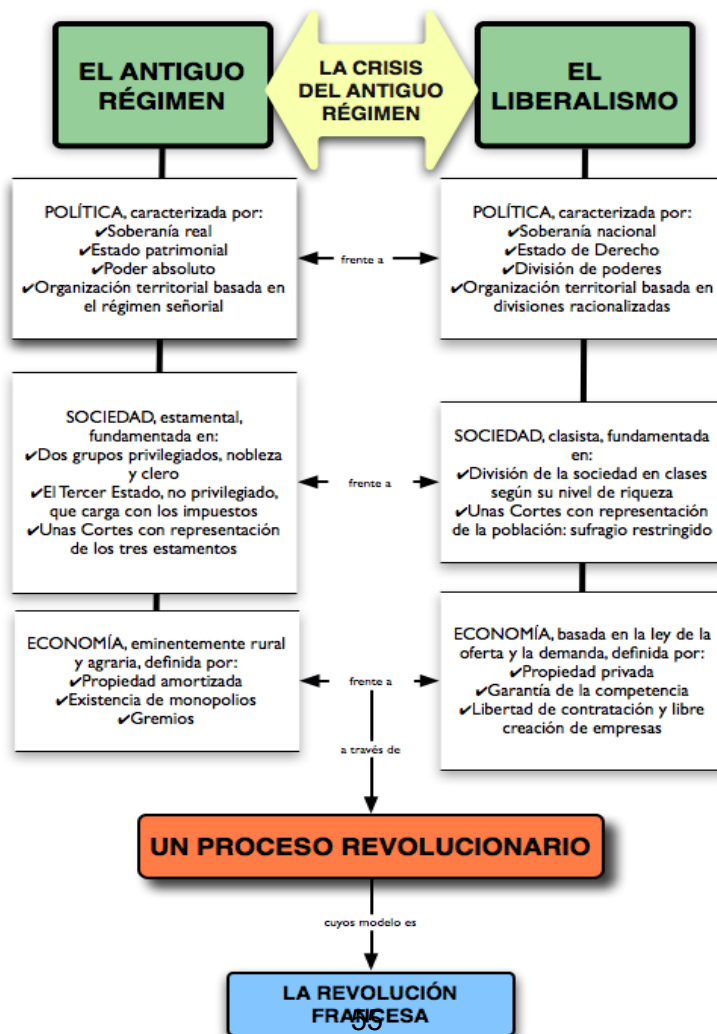 EL ANTIGUO
RÉGIMEN
LA CRISIS
DEL ANTIGUO
RÉGIMEN
EL
LIBERALISMO
POLÍTICA, caracterizada por:
✔Soberanía real
✔Estado patrimonial
✔Poder absoluto
✔Organización territorial basada en
el régimen señorial
frente a
POLÍTICA, caracterizada por:
✔Soberanía nacional
✔Estado de Derecho
✔División de poderes
✔Organización territorial basada en
divisiones racionalizadas
SOCIEDAD, estamental,
fundamentada en:
✔Dos grupos privilegiados, nobleza
y clero
✔El Tercer Estado, no privilegiado,
que carga con los impuestos
✔Unas Cortes con representación
de los tres estamentos
frente a
SOCIEDAD, clasista, fundamentada
en:
✔División de la sociedad en clases
según su nivel de riqueza
✔Unas Cortes con representación
de la población: sufragio restringido
ECONOMÍA, eminentemente rural
y agraria, definida por:
✔Propiedad amortizada
✔Existencia de monopolios
✔Gremios
frente a
ECONOMÍA, basada en la ley de la
oferta y la demanda, definida por:
✔Propiedad privada
✔Garantía de la competencia
✔Libertad de contratación y libre
creación de empresas
a través de
UN PROCESO REVOLUCIONARIO
cuyos modelo es
LA REVOLUCIÓN
FRANCESA
55